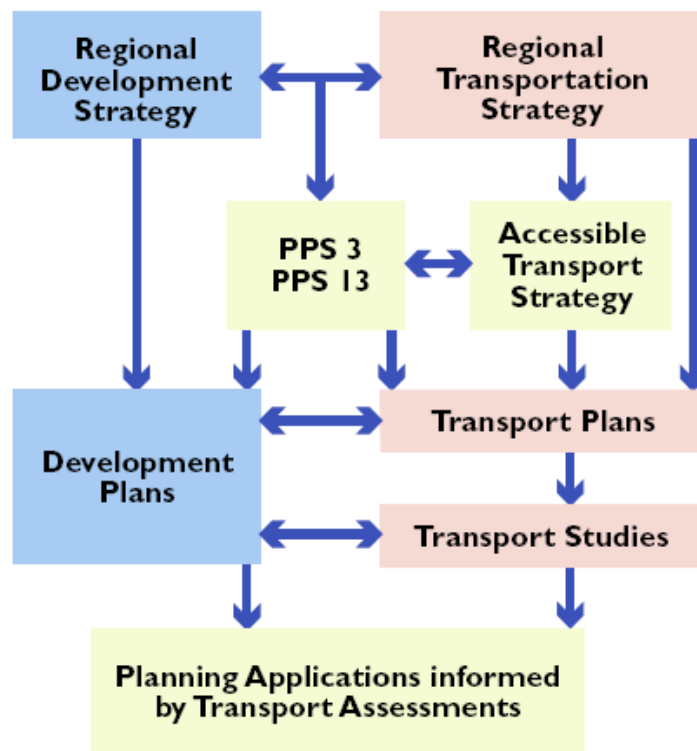 Regional
Development
Strategy
Regional
Transportation
Strategy
PPS 3
PPS 13
Accessible
Transport
Strategy
Development
Plans
Transport Plans
Transport Studies
Planning Applications informed
by Transport Assessments